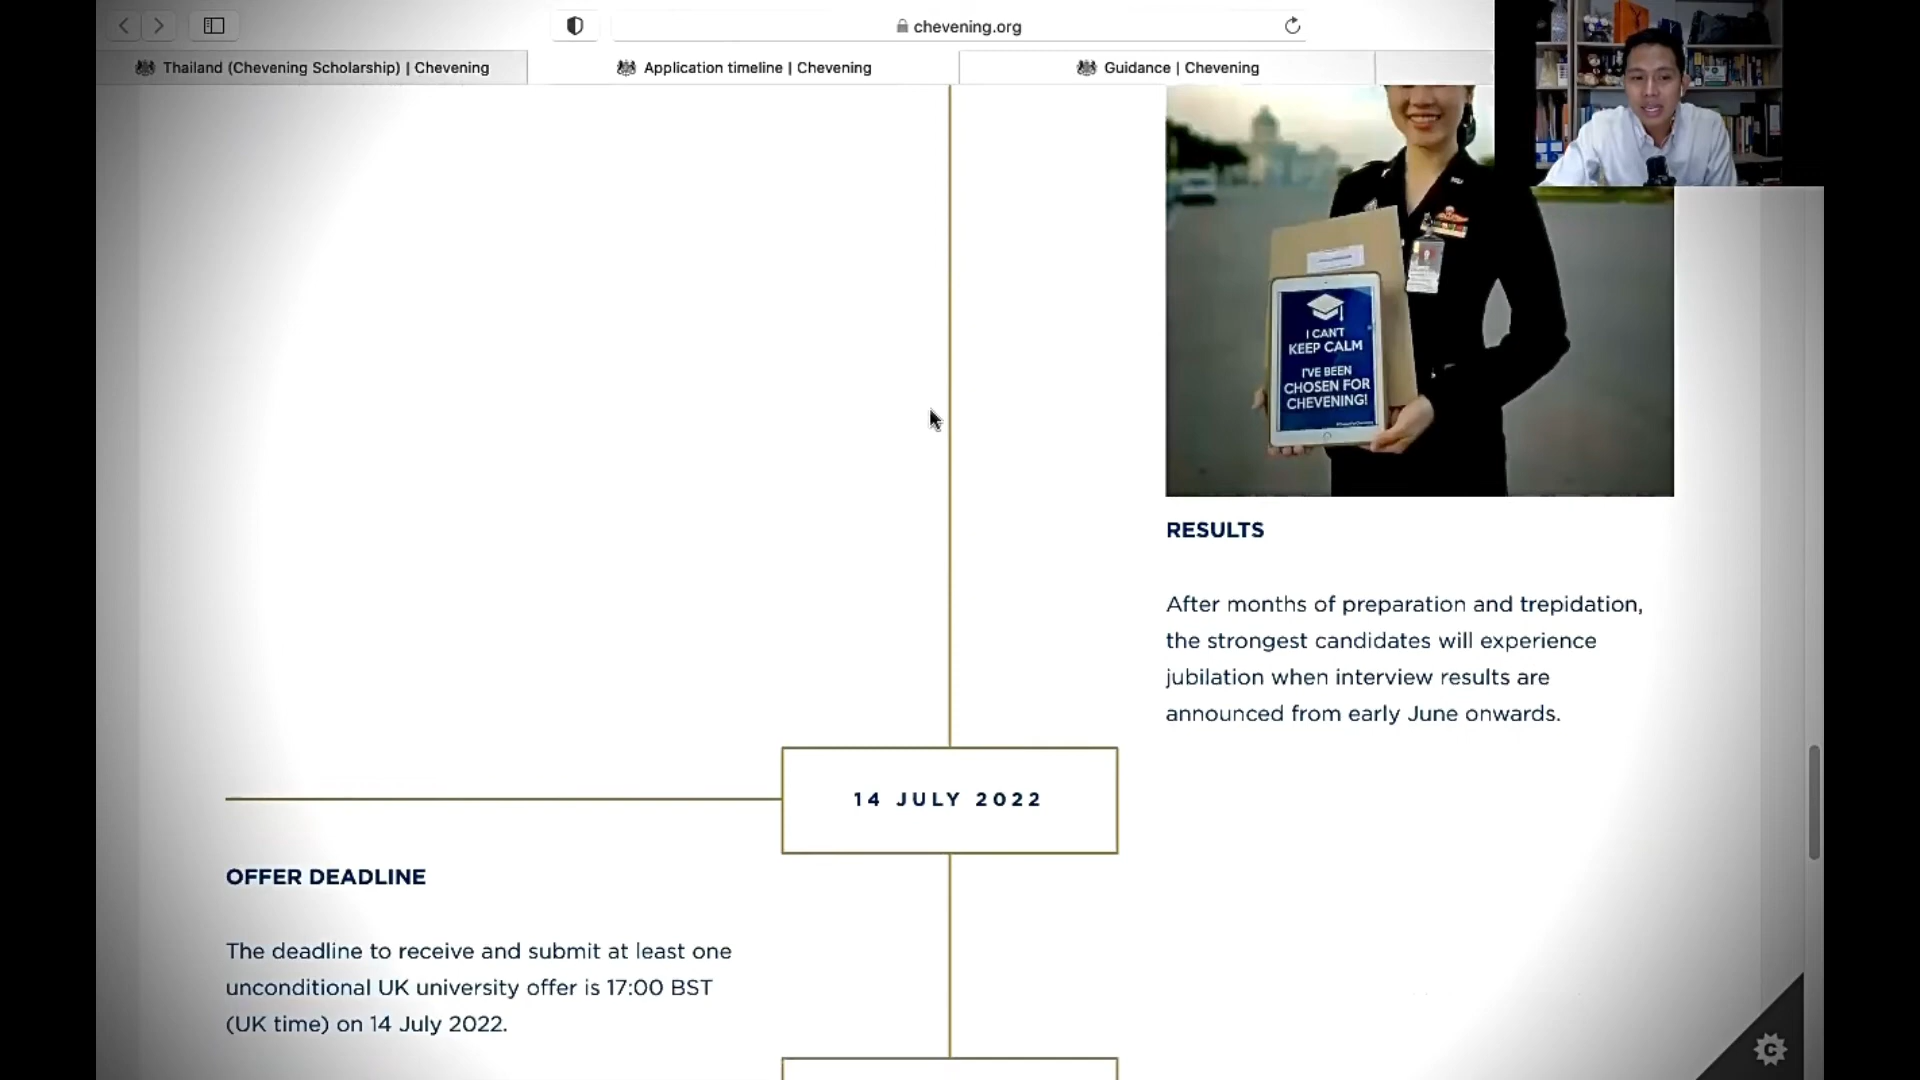 chevening.org
Thailand (Chevening Scholarship) | Chevening
Application timeline | Chevening
Guidance | Chevening
I CAN'T
KEEP CALM
I'VE BEEN
CHOSEN FOR
CHEVENING!
RESULTS
After months of preparation and trepidation,
the strongest candidates will experience
jubilation when interview results are
announced from early June onwards.
14 JULY 2022
OFFER DEADLINE
The deadline to receive and submit at least one
unconditional UK university offer is 17:00 BST
(UK time) on 14 July 2022.